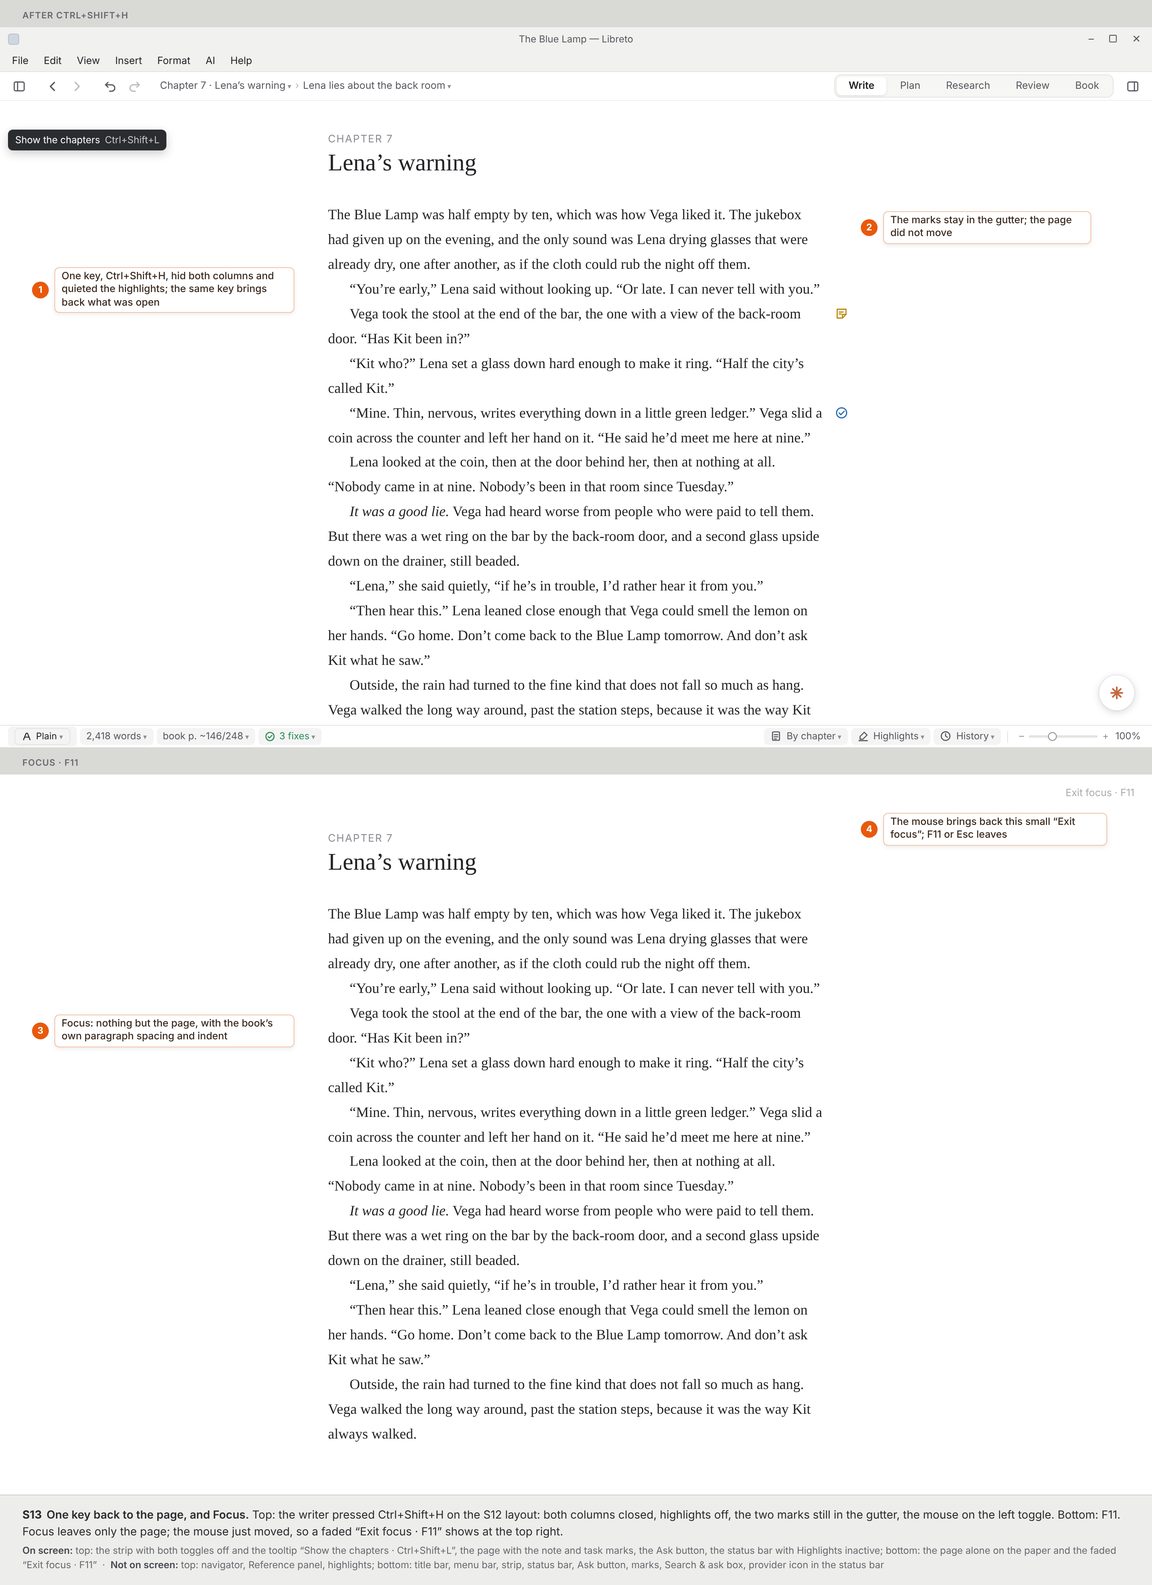 AFTER CTRL+SHIFT+H
The Blue Lamp — Libreto
File Edit View Insert Format AI Help
Chapter 7 · Lena’s warning › Lena lies about the back room
Write Plan Research Review Book
Show the chapters Ctrl+Shift+L
CHAPTER 7
Lena’s warning
The Blue Lamp was half empty by ten, which was how Vega liked it. The jukebox
had given up on the evening, and the only sound was Lena drying glasses that were
already dry, one after another, as if the cloth could rub the night off them.
“You’re early,” Lena said without looking up. “Or late. I can never tell with you.”
Vega took the stool at the end of the bar, the one with a view of the back-room
door. “Has Kit been in?”
“Kit who?” Lena set a glass down hard enough to make it ring. “Half the city’s
called Kit.”
“Mine. Thin, nervous, writes everything down in a little green ledger.” Vega slid a
coin across the counter and left her hand on it. “He said he’d meet me here at nine.”
Lena looked at the coin, then at the door behind her, then at nothing at all.
“Nobody came in at nine. Nobody’s been in that room since Tuesday.”
It was a good lie. Vega had heard worse from people who were paid to tell them.
But there was a wet ring on the bar by the back-room door, and a second glass upside
down on the drainer, still beaded.
“Lena,” she said quietly, “if he’s in trouble, I’d rather hear it from you.”
“Then hear this.” Lena leaned close enough that Vega could smell the lemon on
her hands. “Go home. Don’t come back to the Blue Lamp tomorrow. And don’t ask
Kit what he saw.”
Outside, the rain had turned to the fine kind that does not fall so much as hang.
Vega walked the long way around, past the station steps, because it was the way Kit
1
One key, Ctrl+Shift+H, hid both columns and
quieted the highlights; the same key brings
back what was open
2
The marks stay in the gutter; the page
did not move
Plain 2,418 words book p. ~146/248 3 fixes By chapter Highlights History − + 100%
FOCUS · F11
Exit focus · F11
4
The mouse brings back this small “Exit
focus”; F11 or Esc leaves
CHAPTER 7
Lena’s warning
The Blue Lamp was half empty by ten, which was how Vega liked it. The jukebox
had given up on the evening, and the only sound was Lena drying glasses that were
already dry, one after another, as if the cloth could rub the night off them.
“You’re early,” Lena said without looking up. “Or late. I can never tell with you.”
Vega took the stool at the end of the bar, the one with a view of the back-room
door. “Has Kit been in?”
“Kit who?” Lena set a glass down hard enough to make it ring. “Half the city’s
called Kit.”
“Mine. Thin, nervous, writes everything down in a little green ledger.” Vega slid a
coin across the counter and left her hand on it. “He said he’d meet me here at nine.”
Lena looked at the coin, then at the door behind her, then at nothing at all.
“Nobody came in at nine. Nobody’s been in that room since Tuesday.”
It was a good lie. Vega had heard worse from people who were paid to tell them.
But there was a wet ring on the bar by the back-room door, and a second glass upside
down on the drainer, still beaded.
“Lena,” she said quietly, “if he’s in trouble, I’d rather hear it from you.”
“Then hear this.” Lena leaned close enough that Vega could smell the lemon on
her hands. “Go home. Don’t come back to the Blue Lamp tomorrow. And don’t ask
Kit what he saw.”
Outside, the rain had turned to the fine kind that does not fall so much as hang.
Vega walked the long way around, past the station steps, because it was the way Kit
always walked.
3
Focus: nothing but the page, with the book’s
own paragraph spacing and indent
S13 One key back to the page, and Focus. Top: the writer pressed Ctrl+Shift+H on the S12 layout: both columns closed, highlights off, the two marks still in the gutter, the mouse on the left toggle. Bottom: F11.
Focus leaves only the page; the mouse just moved, so a faded “Exit focus · F11” shows at the top right.
On screen: top: the strip with both toggles off and the tooltip “Show the chapters · Ctrl+Shift+L”, the page with the note and task marks, the Ask button, the status bar with Highlights inactive; bottom: the page alone on the paper and the faded
“Exit focus · F11” · Not on screen: top: navigator, Reference panel, highlights; bottom: title bar, menu bar, strip, status bar, Ask button, marks, Search & ask box, provider icon in the status bar